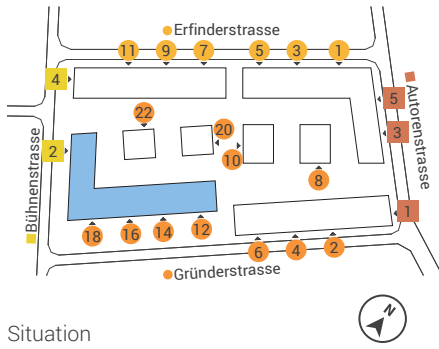 Erfinderstrasse
11 9 7 5 3 1
4
5
22
20
3
2
10
8
Autorenstrasse
Bühnenstrasse
1
18 16 14 12
6 4 2
Gründerstrasse
N
Situation